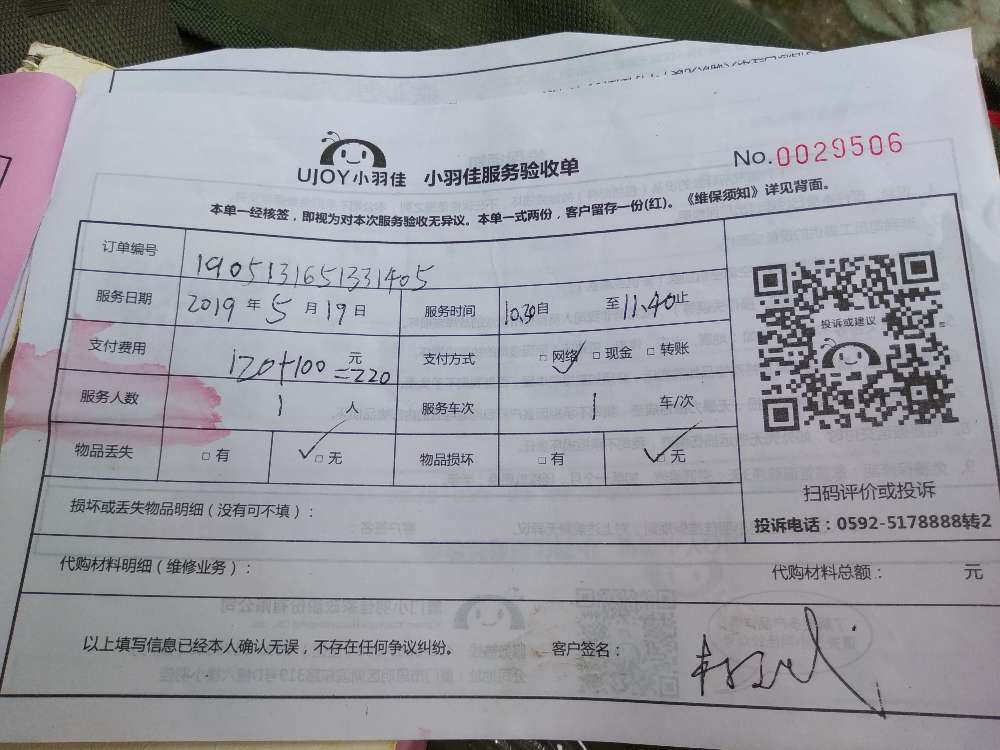 UJOY小羽佳 小羽佳服务验收单 No.0029506
本单一经核签，即视为对本次服务验收无异议。本单一式两份，客户留存一份(红)。《维保须知》详见背面。
订单编号 1905131651331405
服务日期 2019 年 5 月 19 日 服务时间 10.30 自 至 11.40 止
支付费用 120+100 元 =220 支付方式 □ 网络 ✓ □ 现金 □ 转账
服务人数 1 人 服务车次 1 车/次
物品丢失 □ 有 ✓ □ 无 物品损坏 □ 有 ✓ □ 无
投诉或建议
扫码评价或投诉
投诉电话：0592-5178888转2
损坏或丢失物品明细（没有可不填）：
代购材料明细（维修业务）： 代购材料总额： 元
以上填写信息已经本人确认无误，不存在任何争议纠纷。 客户签名：